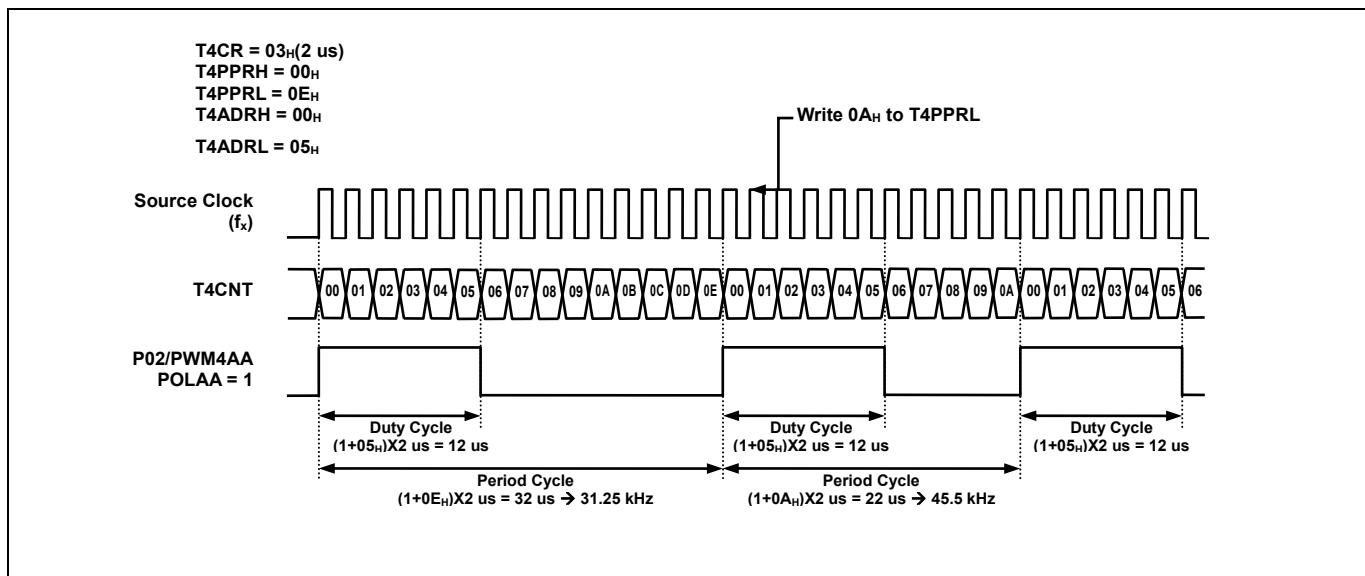 T4CR = 03H(2 us)
T4PPRH = 00H
T4PPRL = 0EH
T4ADRH = 00H
T4ADRL = 05H
Write 0AH to T4PPRL
Source Clock
(fx)
T4CNT
00 01 02 03 04 05 06 07 08 09 0A 0B 0C 0D 0E 00 01 02 03 04 05 06 07 08 09 0A 00 01 02 03 04 05 06
P02/PWM4AA
POLAA = 1
Duty Cycle
(1+05H)X2 us = 12 us
Duty Cycle
(1+05H)X2 us = 12 us
Duty Cycle
(1+05H)X2 us = 12 us
Period Cycle
(1+0EH)X2 us = 32 us → 31.25 kHz
Period Cycle
(1+0AH)X2 us = 22 us → 45.5 kHz